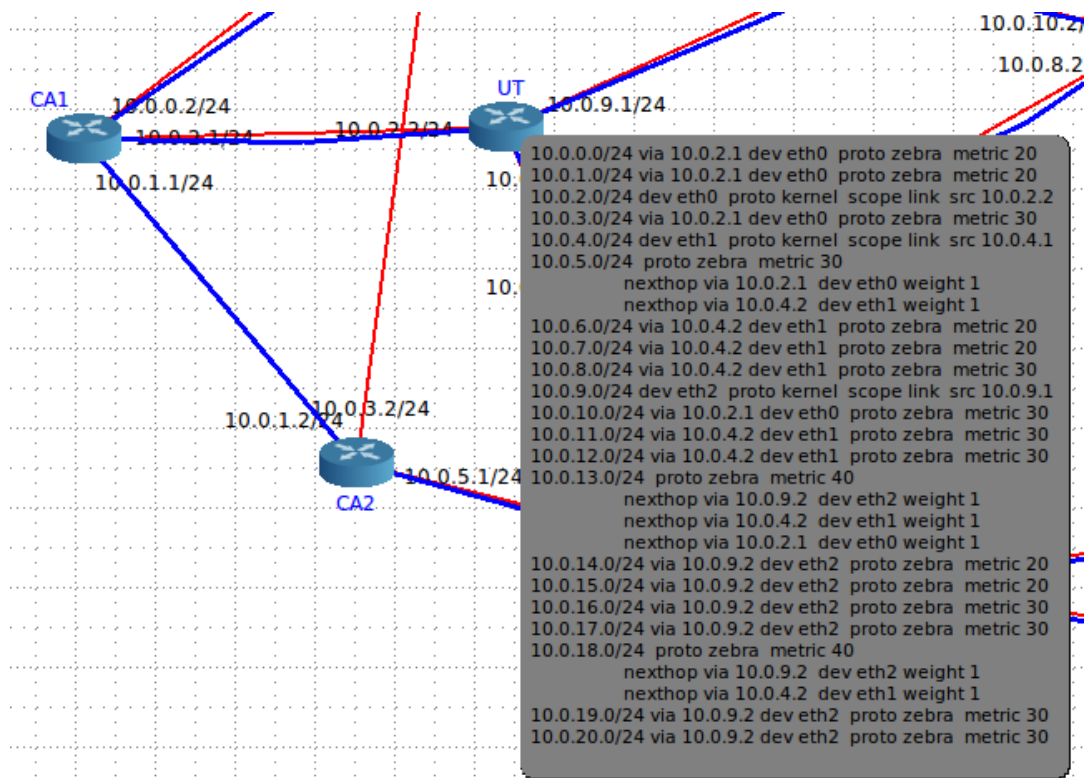 10.0.10.2/
10.0.8.2
CA1
10.0.0.2/24
UT
10.0.9.1/24
10.0.2.1/24
10.0.2.2/24
10.0.1.1/24
10.0
10.0
10.0.0.0/24 via 10.0.2.1 dev eth0 proto zebra metric 20
10.0.1.0/24 via 10.0.2.1 dev eth0 proto zebra metric 20
10.0.2.0/24 dev eth0 proto kernel scope link src 10.0.2.2
10.0.3.0/24 via 10.0.2.1 dev eth0 proto zebra metric 30
10.0.4.0/24 dev eth1 proto kernel scope link src 10.0.4.1
10.0.5.0/24 proto zebra metric 30
nexthop via 10.0.2.1 dev eth0 weight 1
nexthop via 10.0.4.2 dev eth1 weight 1
10.0.6.0/24 via 10.0.4.2 dev eth1 proto zebra metric 20
10.0.7.0/24 via 10.0.4.2 dev eth1 proto zebra metric 20
10.0.8.0/24 via 10.0.4.2 dev eth1 proto zebra metric 30
10.0.9.0/24 dev eth2 proto kernel scope link src 10.0.9.1
10.0.10.0/24 via 10.0.2.1 dev eth0 proto zebra metric 30
10.0.11.0/24 via 10.0.4.2 dev eth1 proto zebra metric 30
10.0.12.0/24 via 10.0.4.2 dev eth1 proto zebra metric 30
10.0.13.0/24 proto zebra metric 40
nexthop via 10.0.9.2 dev eth2 weight 1
nexthop via 10.0.4.2 dev eth1 weight 1
nexthop via 10.0.2.1 dev eth0 weight 1
10.0.14.0/24 via 10.0.9.2 dev eth2 proto zebra metric 20
10.0.15.0/24 via 10.0.9.2 dev eth2 proto zebra metric 20
10.0.16.0/24 via 10.0.9.2 dev eth2 proto zebra metric 30
10.0.17.0/24 via 10.0.9.2 dev eth2 proto zebra metric 30
10.0.18.0/24 proto zebra metric 40
nexthop via 10.0.9.2 dev eth2 weight 1
nexthop via 10.0.4.2 dev eth1 weight 1
10.0.19.0/24 via 10.0.9.2 dev eth2 proto zebra metric 30
10.0.20.0/24 via 10.0.9.2 dev eth2 proto zebra metric 30
10.0.3.2/24
10.0.1.2/24
10.0.5.1/24
CA2